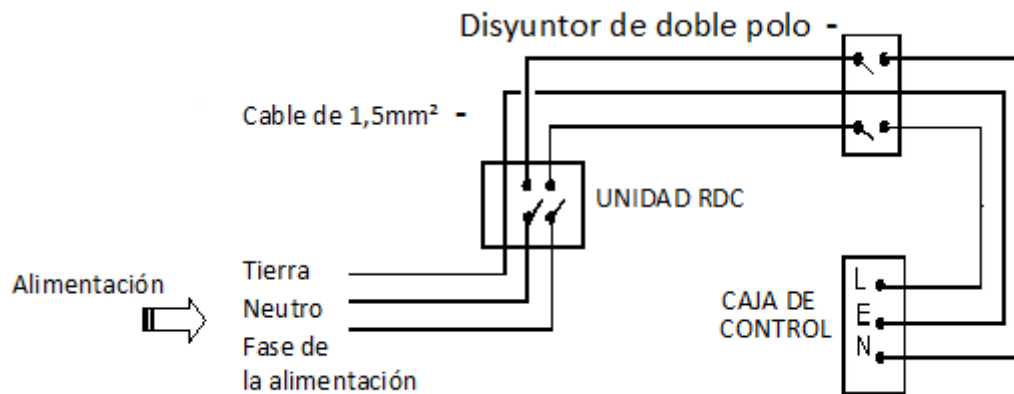 Disyuntor de doble polo -
Cable de 1,5mm² -
UNIDAD RDC
Alimentación
Tierra
Neutro
Fase de
la alimentación
CAJA DE
CONTROL
L
E
N